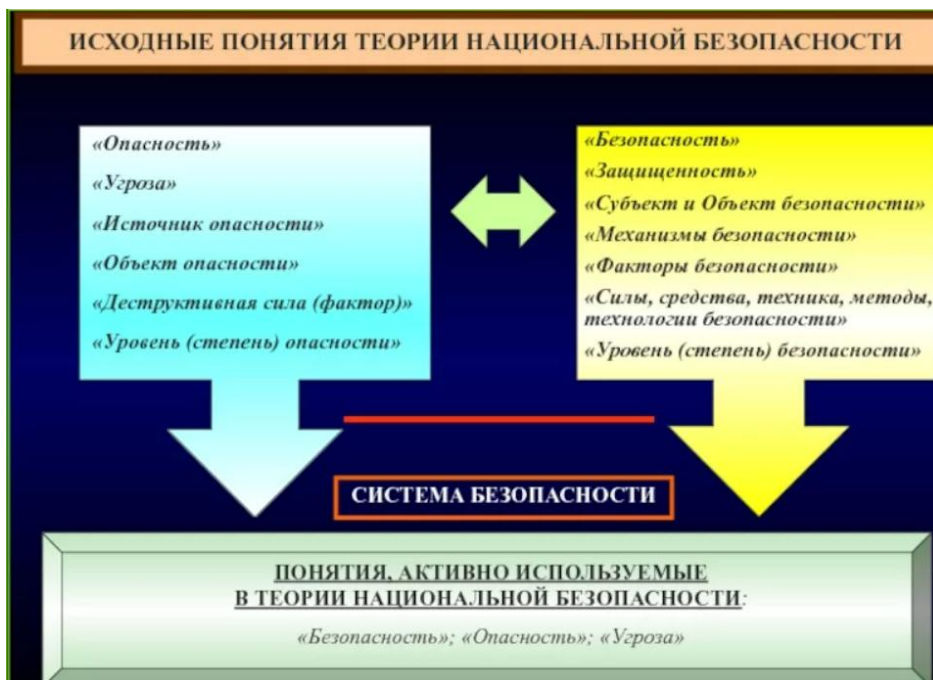 ИСХОДНЫЕ ПОНЯТИЯ ТЕОРИИ НАЦИОНАЛЬНОЙ БЕЗОПАСНОСТИ
«Опасность»
«Угроза»
«Источник опасности»
«Объект опасности»
«Деструктивная сила (фактор)»
«Уровень (степень) опасности»
«Безопасность»
«Защищенность»
«Субъект и Объект безопасности»
«Механизмы безопасности»
«Факторы безопасности»
«Силы, средства, техника, методы,
технологии безопасности»
«Уровень (степень) безопасности»
СИСТЕМА БЕЗОПАСНОСТИ
ПОНЯТИЯ, АКТИВНО ИСПОЛЬЗУЕМЫЕ
В ТЕОРИИ НАЦИОНАЛЬНОЙ БЕЗОПАСНОСТИ:
«Безопасность»; «Опасность»; «Угроза»